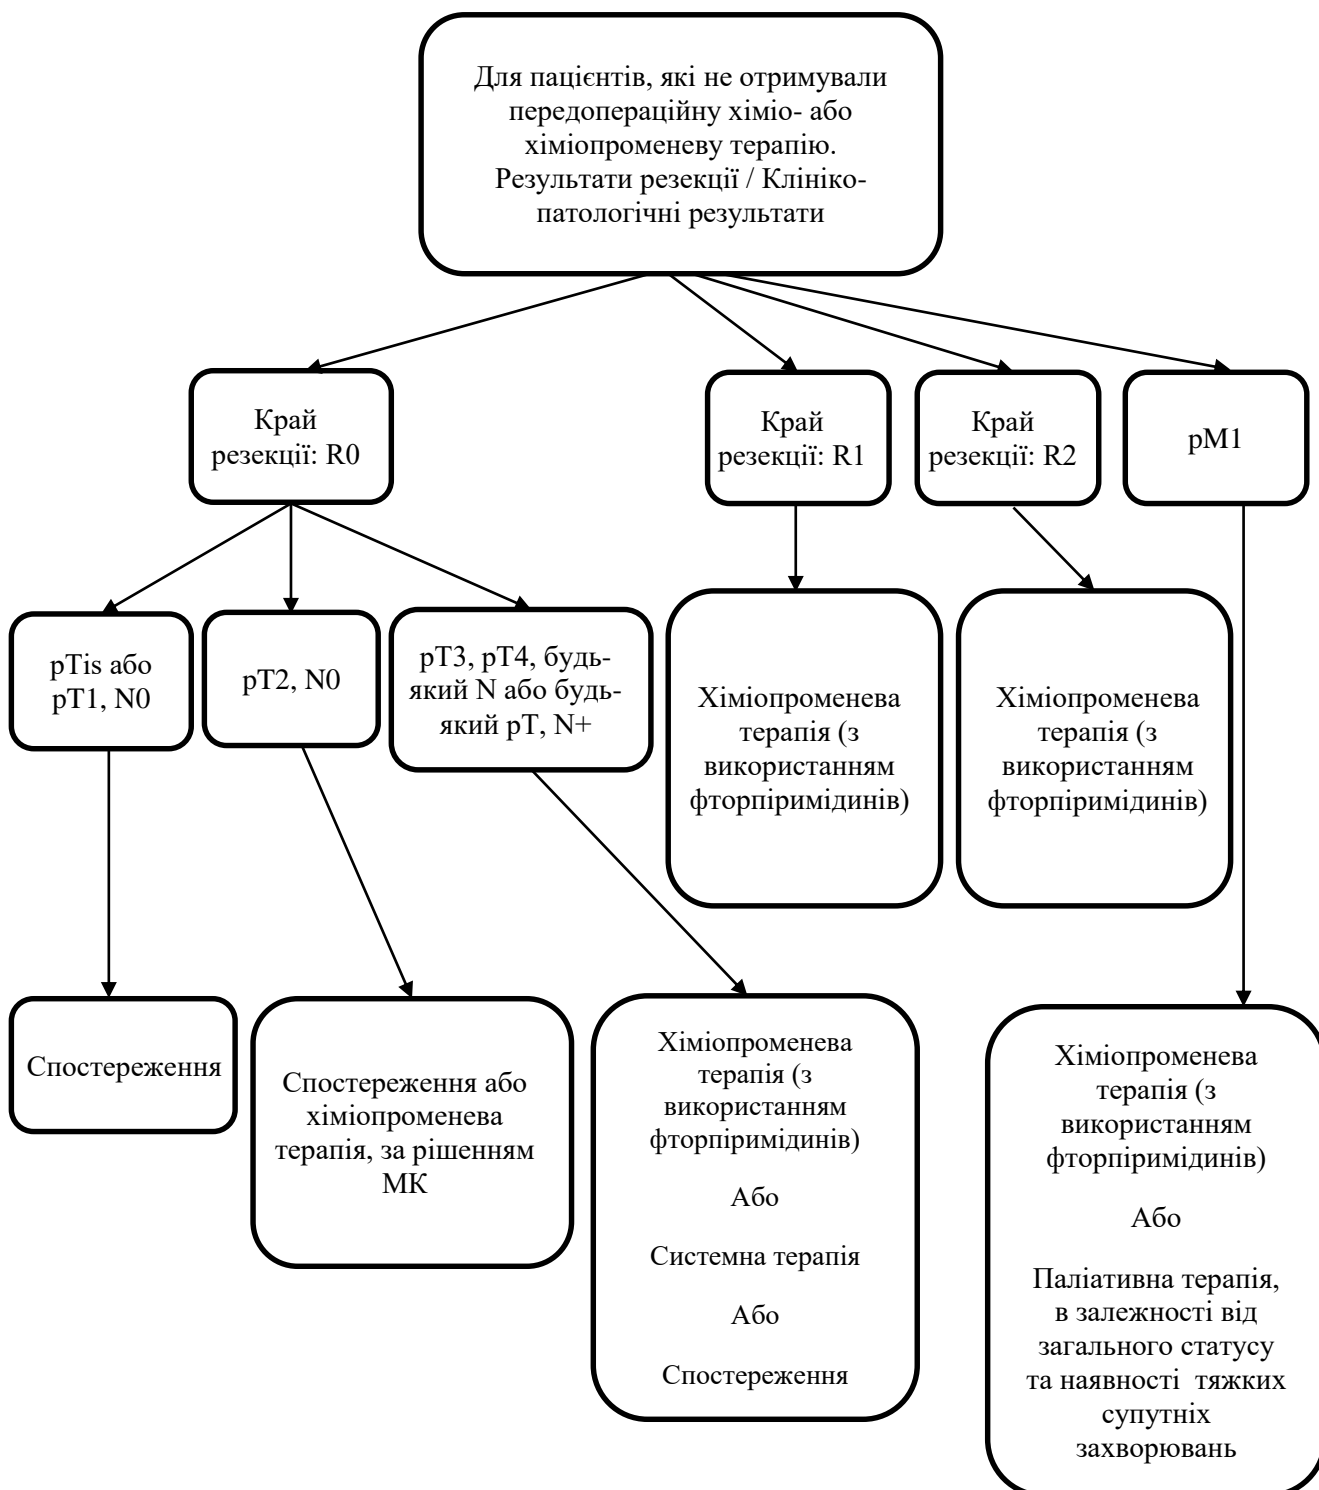 Для пацієнтів, які не отримували
передопераційну хіміо- або
хіміопроменеву терапію.
Результати резекції / Клініко-
патологічні результати
Край
резекції: R0
Край
резекції: R1
Край
резекції: R2
рМ1
pTis або
pT1, N0
pT2, N0
pT3, pT4, будь-
який N або будь-
який pT, N+
Хіміопроменева
терапія (з
використанням
фторпіримідинів)
Хіміопроменева
терапія (з
використанням
фторпіримідинів)
Спостереження
Спостереження або
хіміопроменева
терапія, за рішенням
МК
Хіміопроменева
терапія (з
використанням
фторпіримідинів)
Або
Системна терапія
Або
Спостереження
Хіміопроменева
терапія (з
використанням
фторпіримідинів)
Або
Паліативна терапія,
в залежності від
загального статусу
та наявності тяжких
супутніх
захворювань